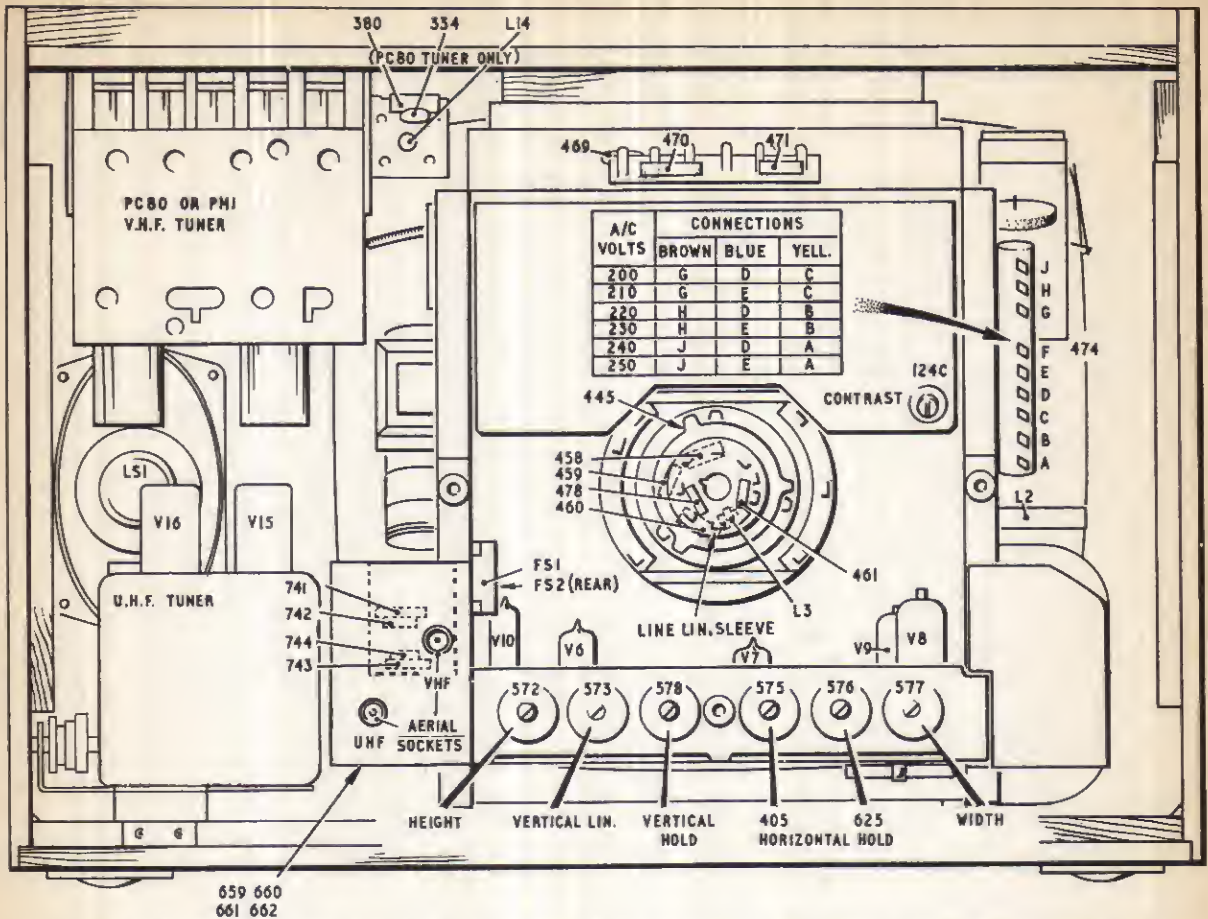 380 334 L14
(PC80 TUNER ONLY)
469 470 471
PC80 OR PHJ
V.H.F. TUNER
A/C VOLTS CONNECTIONS
BROWN BLUE YELL.
200 G D C
210 G E C
220 H D B
230 H E B
240 J D A
250 J E A
J
H
G
F
E
D
C
B
A
474
124C
CONTRAST
445
458
459
478
460
461
L3
LINE LIN. SLEEVE
L2
LS1
V16 V15
U.H.F. TUNER
FS1
FS2 (REAR)
741
742
744
743
VHF
UHF
AERIAL
SOCKETS
V10 V6 V7 V9 V8
572 573 578 575 576 577
HEIGHT VERTICAL LIN. VERTICAL HOLD 405 625 HORIZONTAL HOLD WIDTH
659 660
661 662